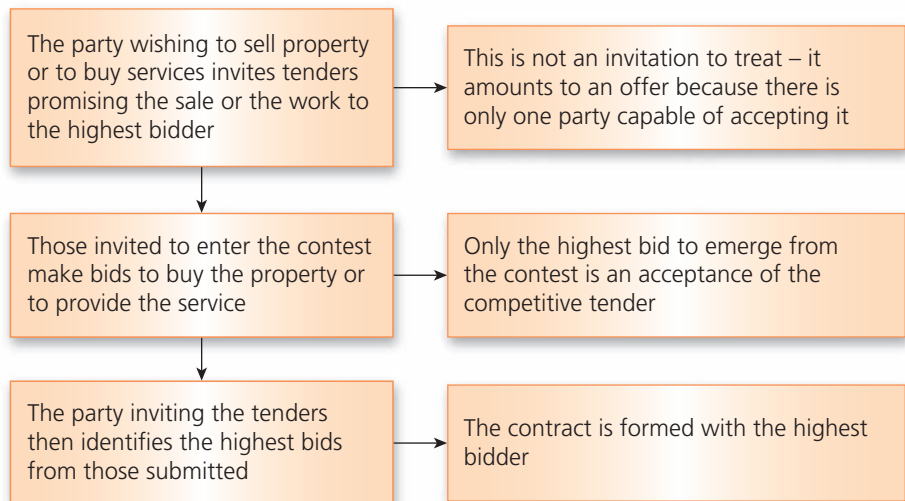 The party wishing to sell property
or to buy services invites tenders
promising the sale or the work to
the highest bidder
This is not an invitation to treat – it
amounts to an offer because there is
only one party capable of accepting it
Those invited to enter the contest
make bids to buy the property or
to provide the service
Only the highest bid to emerge from
the contest is an acceptance of the
competitive tender
The party inviting the tenders
then identifies the highest bids
from those submitted
The contract is formed with the highest
bidder